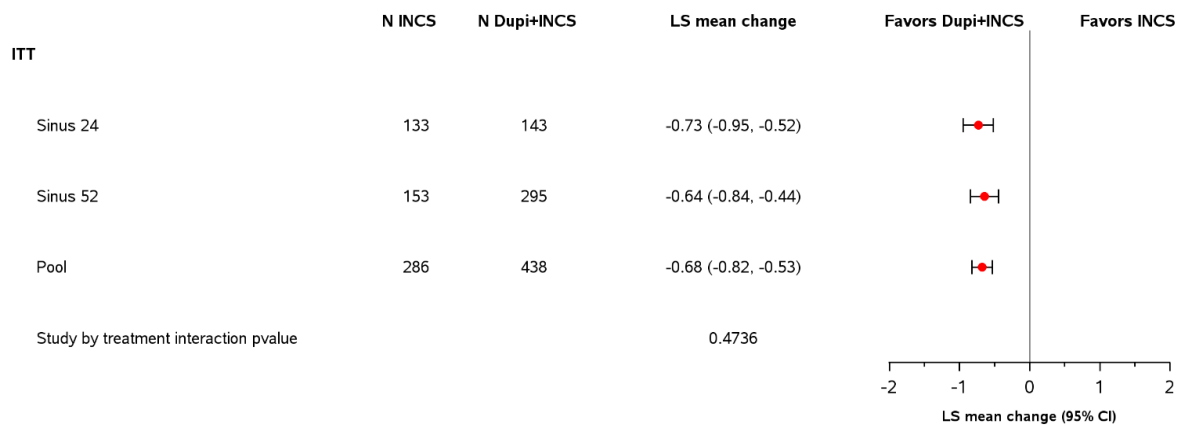 N INCS N Dupi+INCS LS mean change Favors Dupi+INCS Favors INCS
ITT
Sinus 24 133 143 -0.73 (-0.95, -0.52)
Sinus 52 153 295 -0.64 (-0.84, -0.44)
Pool 286 438 -0.68 (-0.82, -0.53)
Study by treatment interaction pvalue 0.4736
-2 -1 0 1 2
LS mean change (95% CI)